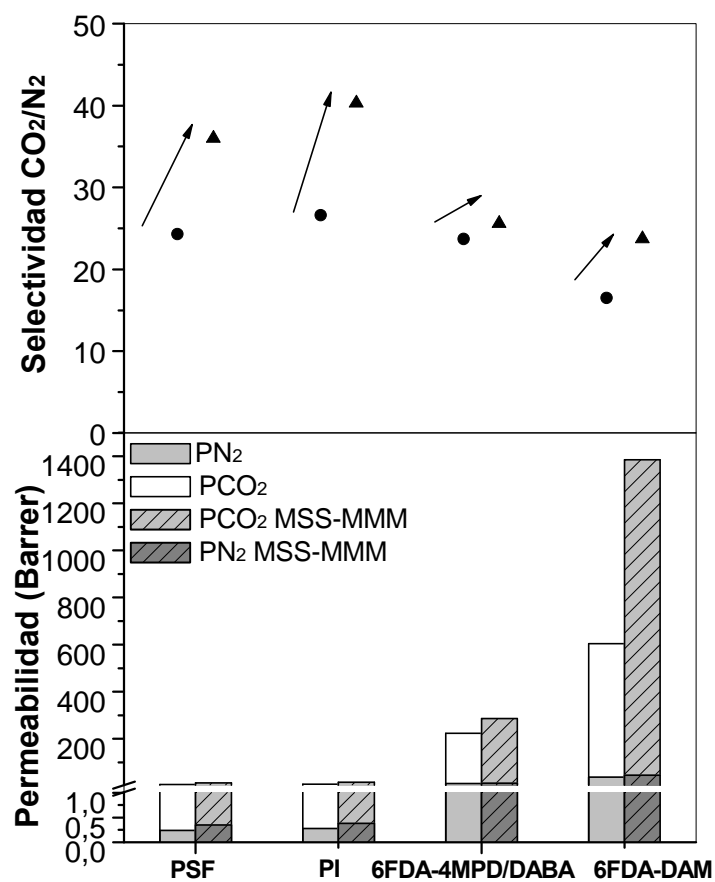 50
40
30
20
10
0
Selectividad CO2/N2
PN2
PCO2
PCO2 MSS-MMM
PN2 MSS-MMM
1400
1200
1000
800
600
400
200
1,0
0,5
0,0
Permeabilidad (Barrer)
PSF PI 6FDA-4MPD/DABA 6FDA-DAM